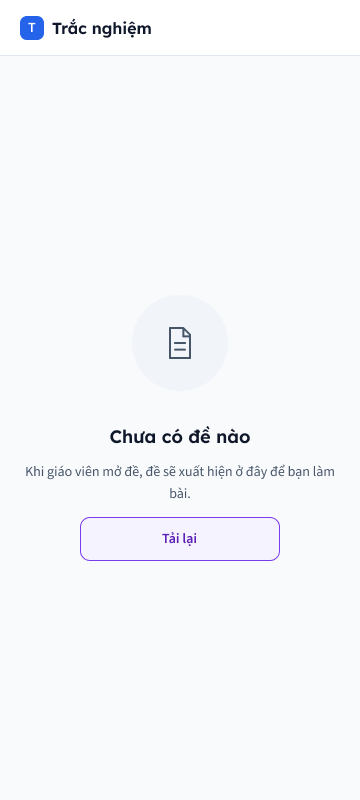 T Trắc nghiệm
Chưa có đề nào
Khi giáo viên mở đề, đề sẽ xuất hiện ở đây để bạn làm
bài.
Tải lại